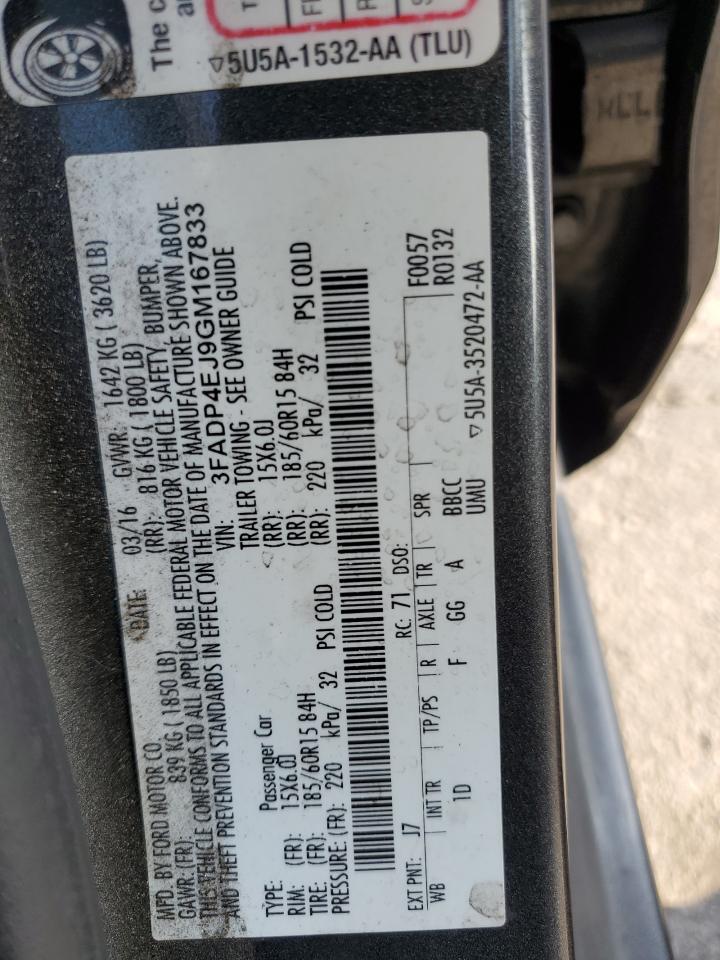 The c
an
T
FR
R
S
▽5U5A-1532-AA (TLU)
MFD. BY FORD MOTOR CO. DATE: 03/16 GVWR: 1642 KG ( 3620 LB)
GAWR: (FR): 839 KG ( 1850 LB) (RR): 816 KG ( 1800 LB)
THIS VEHICLE CONFORMS TO ALL APPLICABLE FEDERAL MOTOR VEHICLE SAFETY, BUMPER,
AND THEFT PREVENTION STANDARDS IN EFFECT ON THE DATE OF MANUFACTURE SHOWN ABOVE.
VIN: 3FADP4EJ9GM167833
TYPE: Passenger Car TRAILER TOWING - SEE OWNER GUIDE
RIM: (FR): 15X6.0J (RR): 15X6.0J
TIRE: (FR): 185/60R15 84H (RR): 185/60R15 84H
PRESSURE: (FR): 220 kPa/ 32 PSI COLD (RR): 220 kPa/ 32 PSI COLD
EXT PNT: J7 RC: 71 DSO: F0057
WB INT TR TP/PS R AXLE TR SPR R0132
1D F GG A BBCC
UMU
▽5U5A-3520472-AA